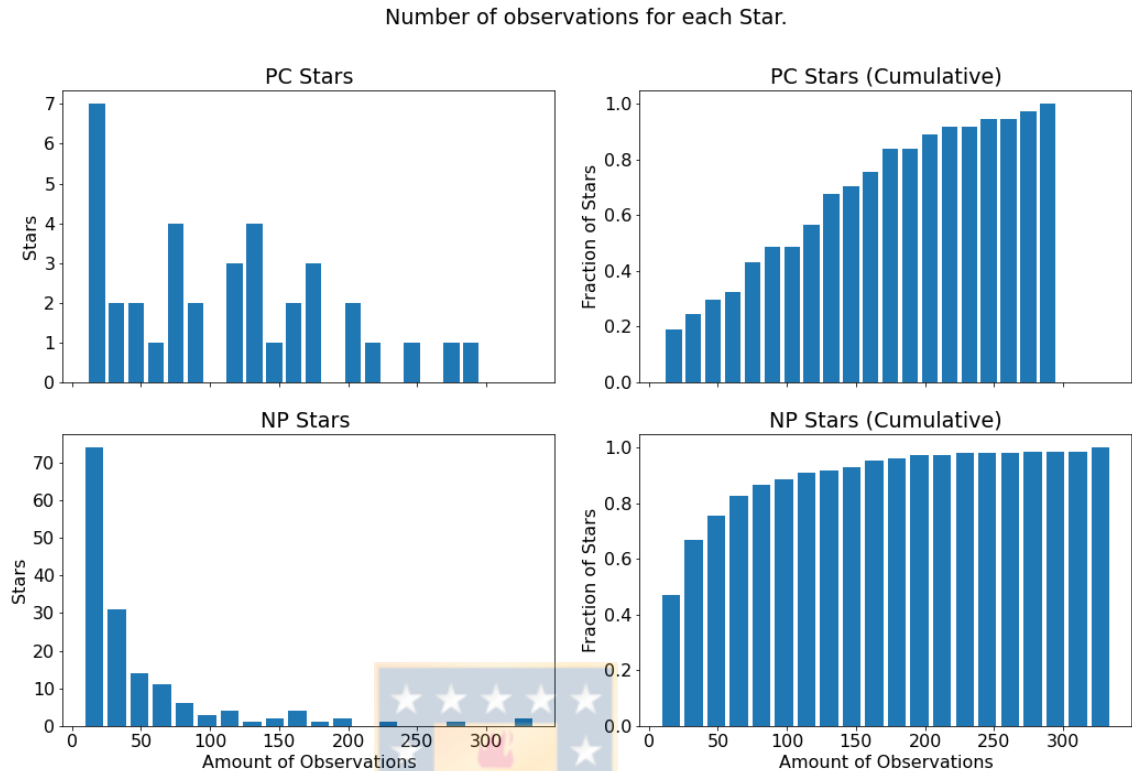 Number of observations for each Star.
PC Stars
PC Stars (Cumulative)
7
6
5
4
3
2
1
0
Stars
1.0
0.8
0.6
0.4
0.2
0.0
Fraction of Stars
NP Stars
NP Stars (Cumulative)
70
60
50
40
30
20
10
0
Stars
0 50 100 150 200 250 300
Amount of Observations
1.0
0.8
0.6
0.4
0.2
0.0
Fraction of Stars
0 50 100 150 200 250 300
Amount of Observations